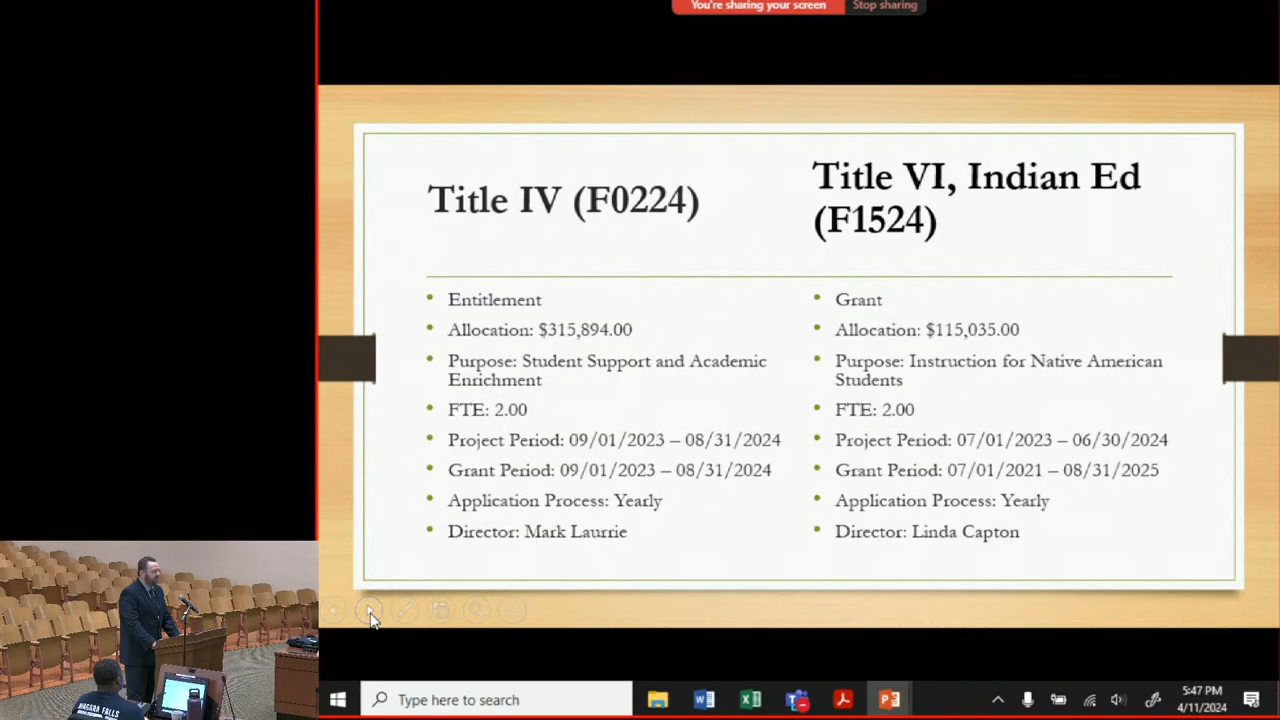 You're sharing your screen
Stop sharing
Title IV (F0224)
Title VI, Indian Ed
(F1524)
• Entitlement
• Allocation: $315,894.00
• Purpose: Student Support and Academic
Enrichment
• FTE: 2.00
• Project Period: 09/01/2023 – 08/31/2024
• Grant Period: 09/01/2023 – 08/31/2024
• Application Process: Yearly
• Director: Mark Laurrie
• Grant
• Allocation: $115,035.00
• Purpose: Instruction for Native American
Students
• FTE: 2.00
• Project Period: 07/01/2023 – 06/30/2024
• Grant Period: 07/01/2021 – 08/31/2025
• Application Process: Yearly
• Director: Linda Capton
NIAGARA FALLS
Type here to search
5:47 PM
4/11/2024